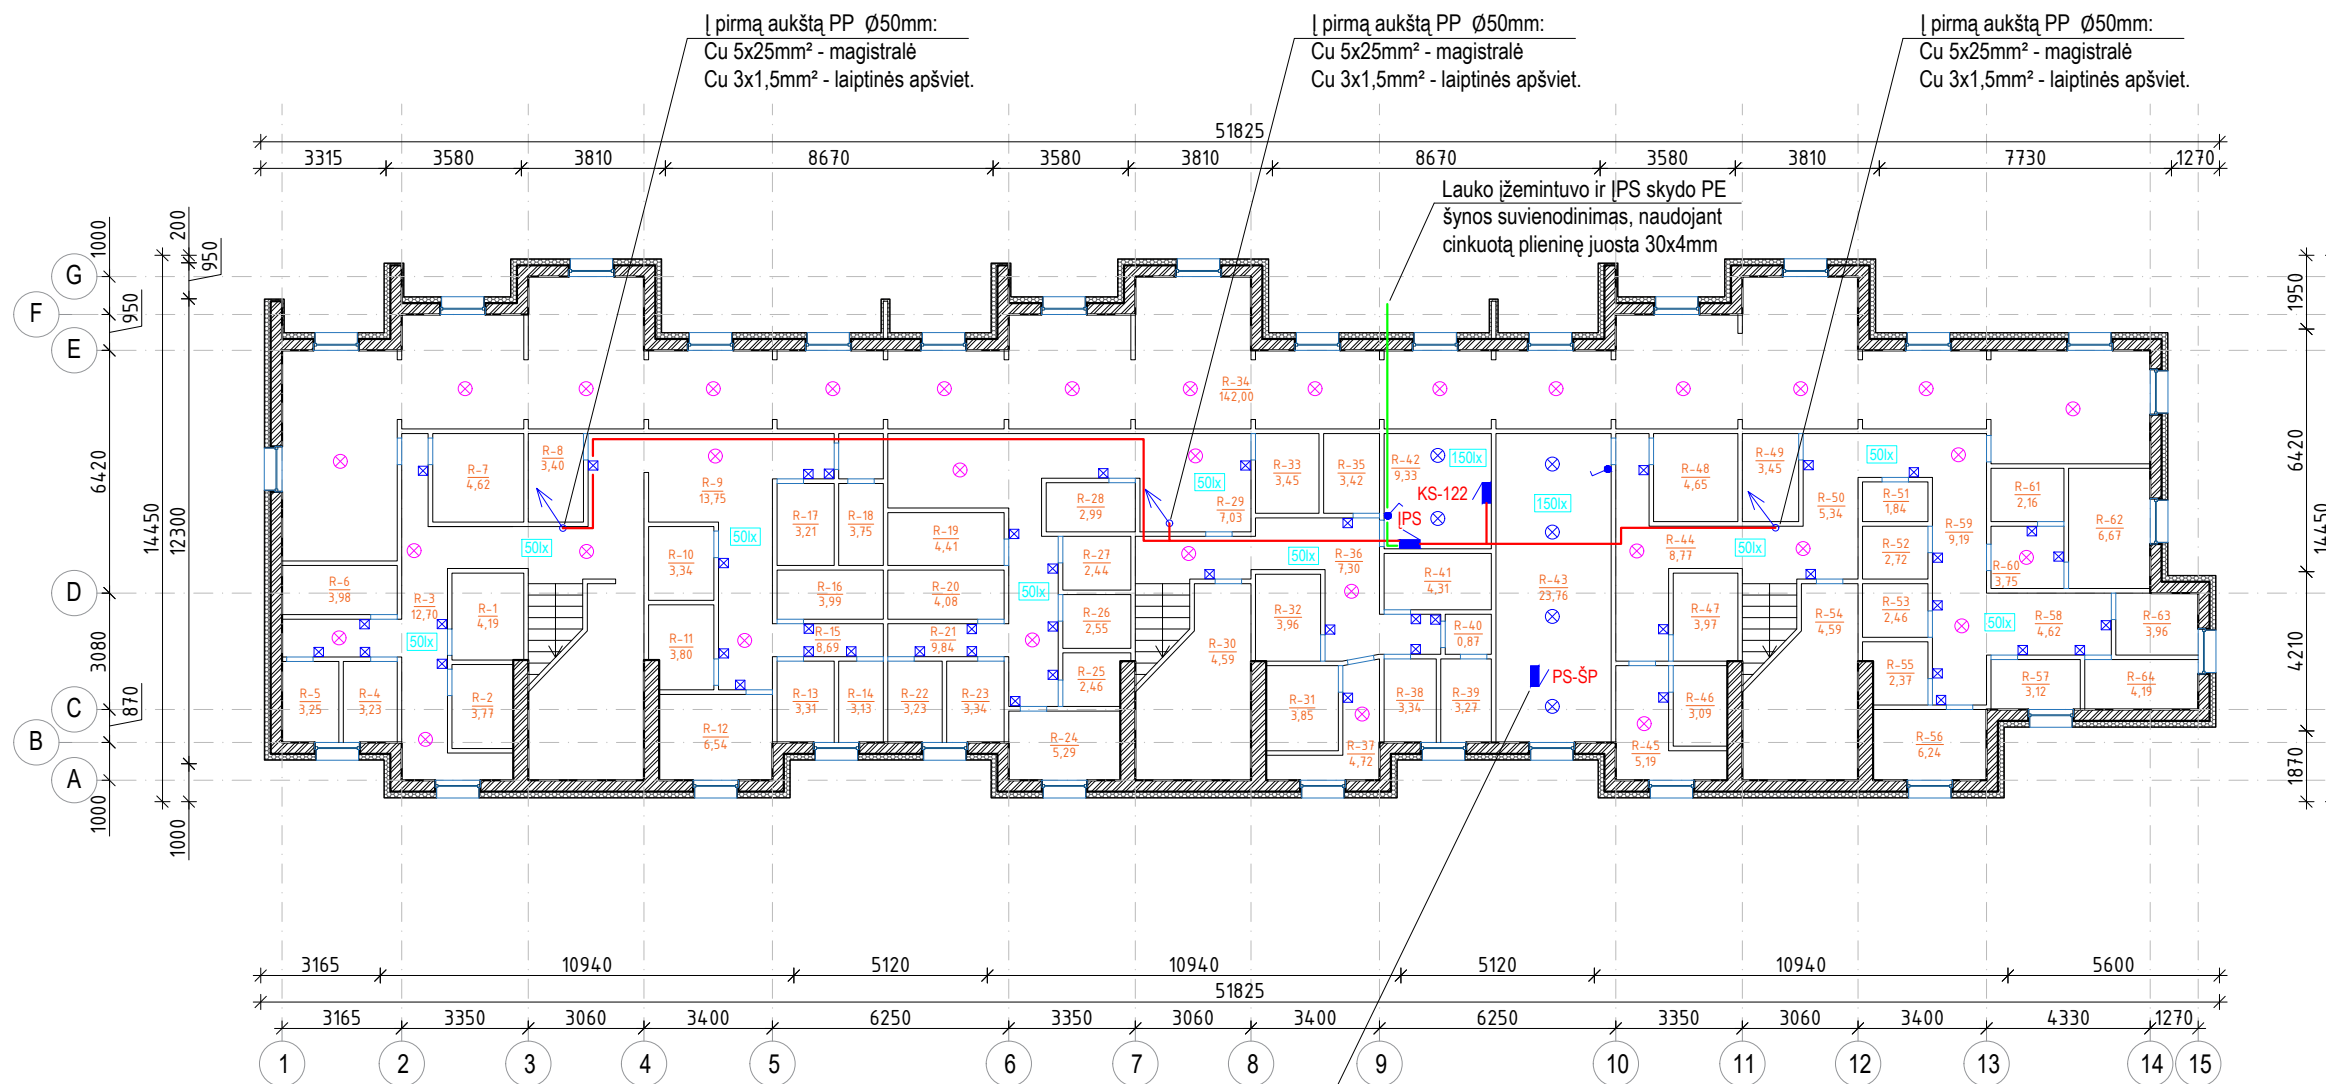 Į pirmą aukštą PP Ø50mm:
Cu 5x25mm² - magistralė
Cu 3x1,5mm² - laiptinės apšviet.
Į pirmą aukštą PP Ø50mm:
Cu 5x25mm² - magistralė
Cu 3x1,5mm² - laiptinės apšviet.
Į pirmą aukštą PP Ø50mm:
Cu 5x25mm² - magistralė
Cu 3x1,5mm² - laiptinės apšviet.
51825
3315 3580 3810 8670 3580 3810 8670 3580 3810 7730 1270
Lauko įžemintuvo ir ĮPS skydo PE
šynos suvienodinimas, naudojant
cinkuotą plieninę juosta 30x4mm
1000
200
950
950
14450
12300
6420
3080
870
1000
1000
1950
6420
14450
4210
1870
G
F
E
D
C
B
A
R-34
142,00
R-7
4,62
R-8
3,40
R-9
13,75
R-17
3,21
R-18
3,75
R-19
4,41
R-28
2,99
50lx
R-29
7,03
R-33
3,45
R-35
3,42
R-42
9,33
150lx
KS-122
ĮPS
150lx
R-48
4,65
R-49
3,45
50lx
R-50
5,34
R-51
1,84
R-59
9,19
R-61
2,16
R-62
6,67
50lx
R-10
3,34
50lx
R-27
2,44
50lx
R-36
7,30
R-44
8,77
50lx
R-52
2,72
R-60
3,75
R-6
3,98
R-3
12,70
R-1
4,19
R-16
3,99
R-20
4,08
50lx
R-41
4,31
R-43
23,76
R-47
3,97
R-54
4,59
R-53
2,46
50lx
R-58
4,62
R-63
3,96
50lx
R-11
3,80
R-15
8,69
R-21
9,84
R-26
2,55
R-30
4,59
R-32
3,96
R-40
0,87
R-5
3,25
R-4
3,23
R-2
3,77
R-12
6,54
R-13
3,31
R-14
3,13
R-22
3,23
R-23
3,34
R-25
2,46
R-24
5,29
R-31
3,85
R-37
4,72
R-38
3,34
R-39
3,27
PS-ŠP
R-45
5,19
R-46
3,09
R-55
2,37
R-56
6,24
R-57
3,12
R-64
4,19
3165 10940 5120 10940 5120 10940 5600
51825
3165 3350 3060 3400 6250 3350 3060 3400 6250 3350 3060 3400 4330 1270
1 2 3 4 5 6 7 8 9 10 11 12 13 14 15